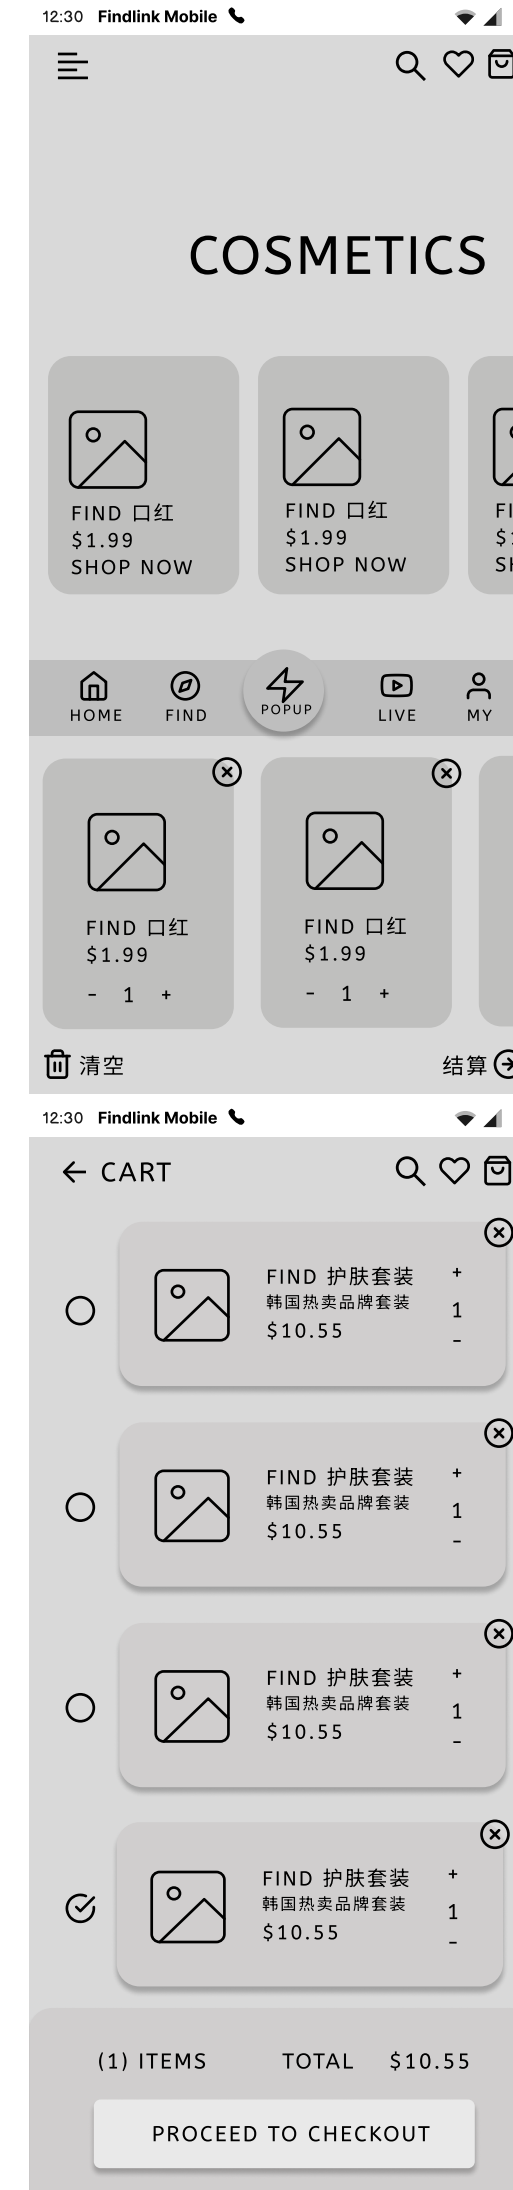 12:30 Findlink Mobile
COSMETICS
FIND 口红
$1.99
SHOP NOW
FIND 口红
$1.99
SHOP NOW
HOME FIND POPUP LIVE MY
FIND 口红
$1.99
- 1 +
FIND 口红
$1.99
- 1 +
清空 结算
12:30 Findlink Mobile
CART
FIND 护肤套装
韩国热卖品牌套装
$10.55
+
1
-
FIND 护肤套装
韩国热卖品牌套装
$10.55
+
1
-
FIND 护肤套装
韩国热卖品牌套装
$10.55
+
1
-
FIND 护肤套装
韩国热卖品牌套装
$10.55
+
1
-
(1) ITEMS TOTAL $10.55
PROCEED TO CHECKOUT